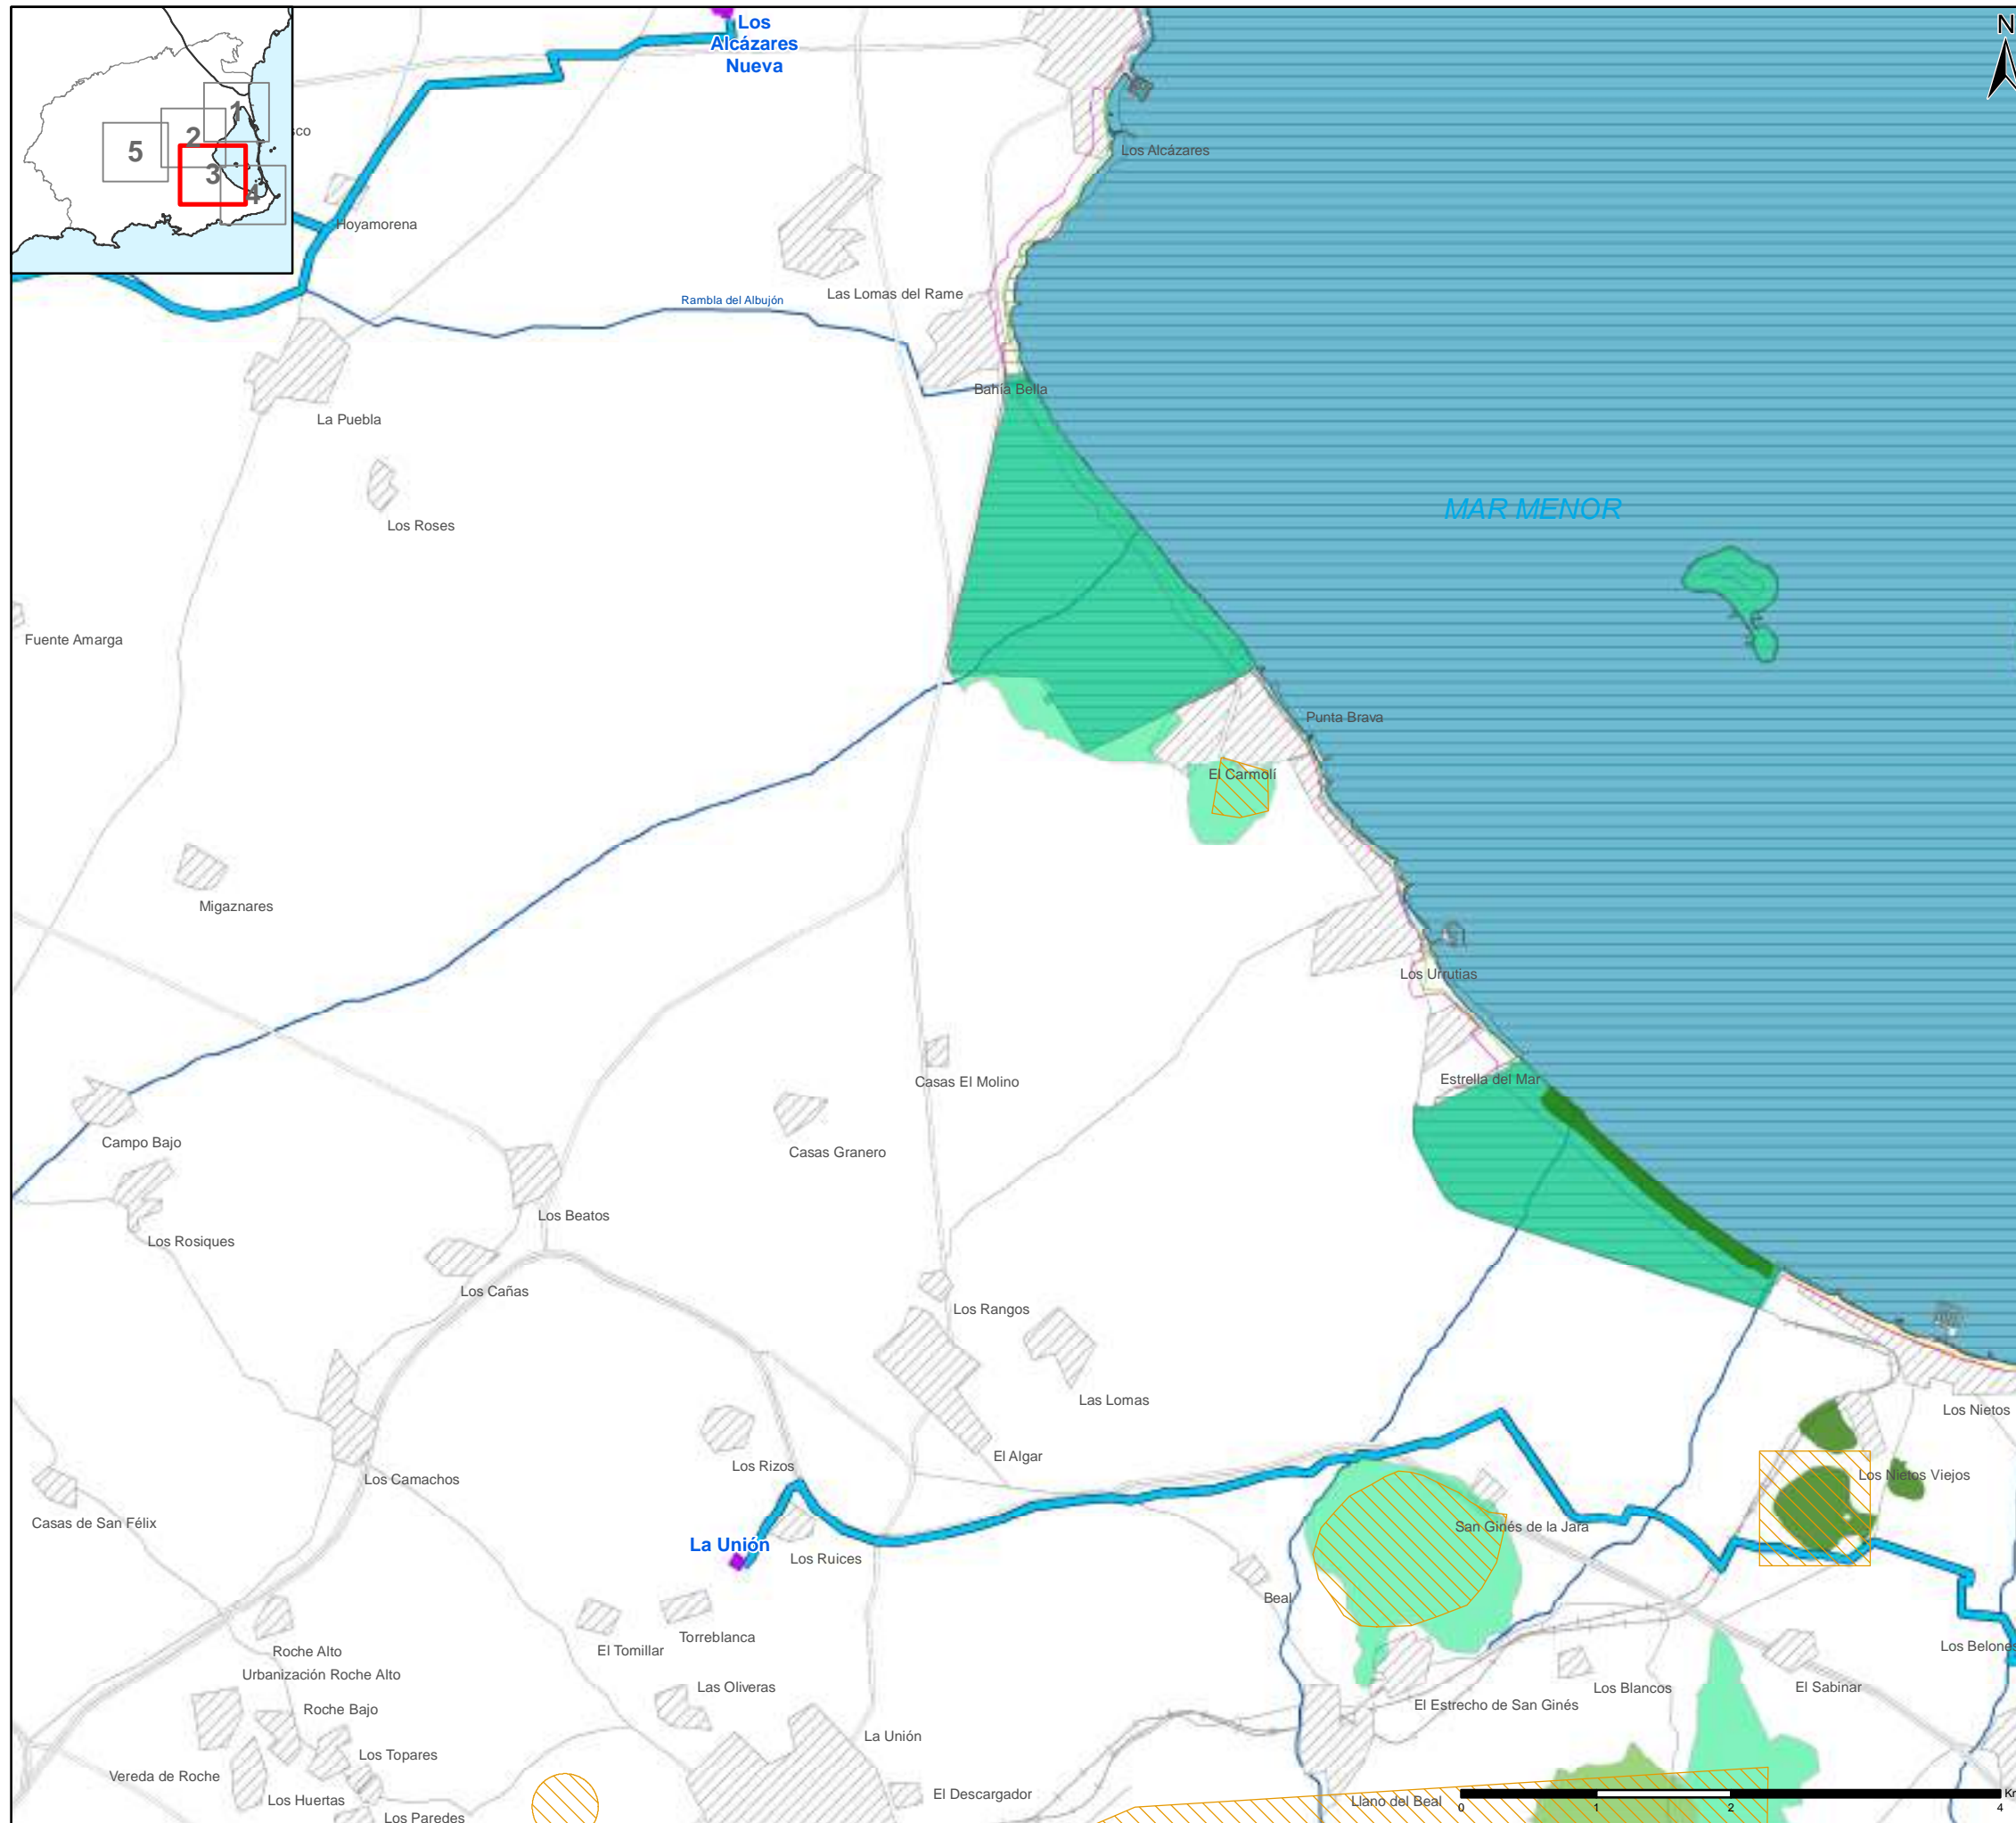 Los
Alcázares
Nueva
N
1
2
5
3
4
sco
Los Alcázares
Hoyamorena
Las Lomas del Rame
Rambla del Albujón
Bahía Bella
La Puebla
MAR MENOR
Los Roses
Fuente Amarga
Punta Brava
El Carmolí
Migaznares
Los Urrutias
Casas El Molino
Estrella del Mar
Campo Bajo
Casas Granero
Los Beatos
Los Rosiques
Los Cañas
Los Rangos
Las Lomas
Los Nietos
El Algar
Los Rizos
Los Camachos
Los Nietos Viejos
Casas de San Félix
San Ginés de la Jara
La Unión
Los Ruices
Beal
Torreblanca
El Tomillar
Roche Alto
Los Belones
Urbanización Roche Alto
Las Oliveras
Los Blancos
El Sabinar
El Estrecho de San Ginés
Roche Bajo
La Unión
Los Topares
Vereda de Roche
El Descargador
Los Huertas
Llano del Beal
Km
0 1 2 4
Los Paredes